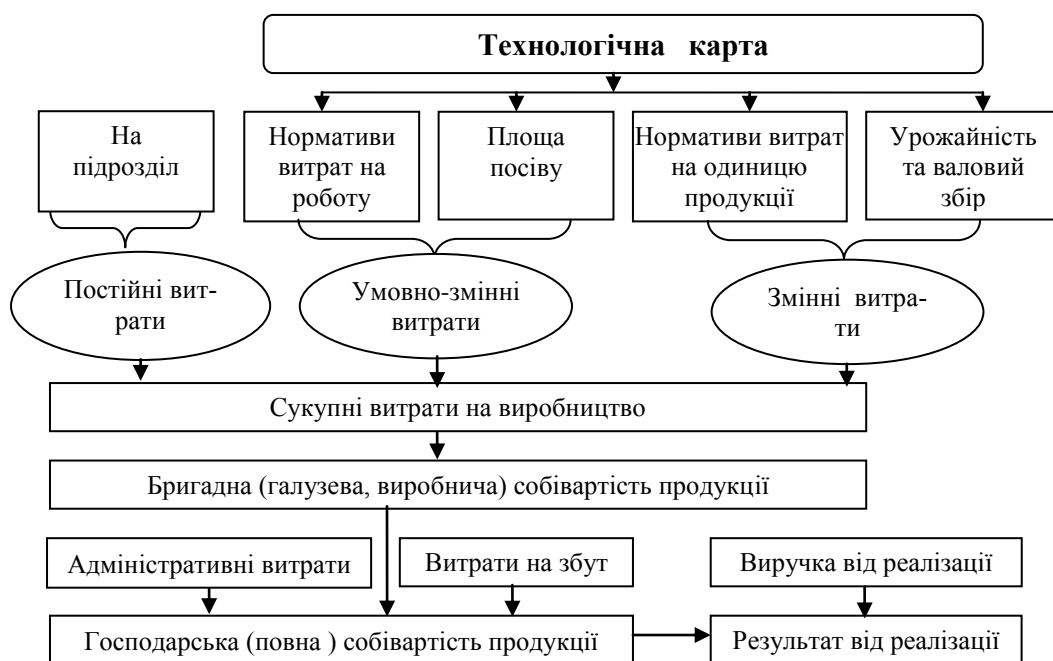 Технологічна карта
На
підрозділ
Нормативи
витрат на
роботу
Площа
посіву
Нормативи витрат
на одиницю
продукції
Урожайність
та валовий
збір
Постійні вит-
рати
Умовно-змінні
витрати
Змінні витра-
ти
Сукупні витрати на виробництво
Бригадна (галузева, виробнича) собівартість продукції
Адміністративні витрати
Витрати на збут
Виручка від реалізації
Господарська (повна ) собівартість продукції
Результат від реалізації